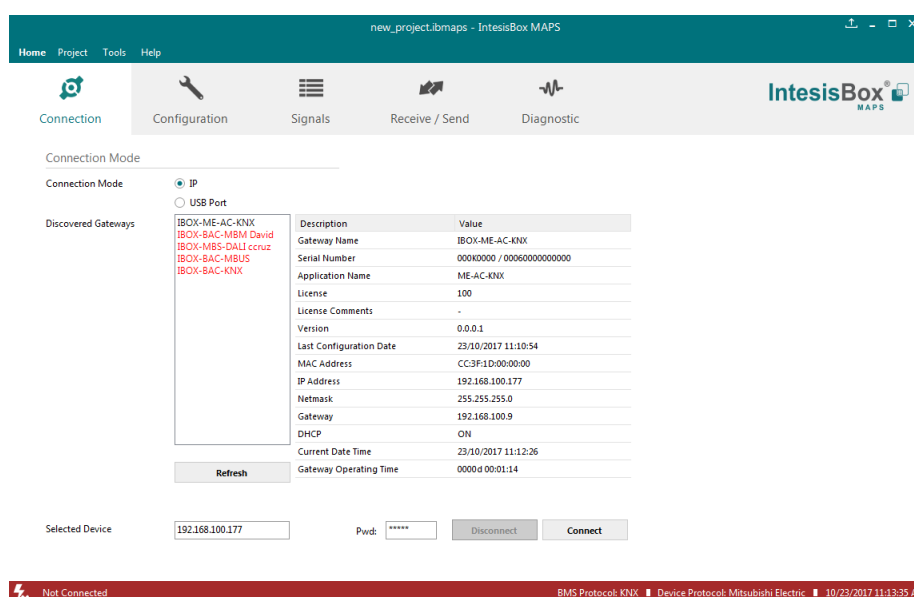 new_project.ibmaps - IntesisBox MAPS
Home Project Tools Help
Connection Configuration Signals Receive / Send Diagnostic
IntesisBox®
MAPS
Connection Mode
Connection Mode IP
USB Port
Discovered Gateways
IBOX-ME-AC-KNX
IBOX-BAC-MBM David
IBOX-MBS-DALI ccruz
IBOX-BAC-MBUS
IBOX-BAC-KNX
Description Value
Gateway Name IBOX-ME-AC-KNX
Serial Number 000K0000 / 00060000000000
Application Name ME-AC-KNX
License 100
License Comments -
Version 0.0.0.1
Last Configuration Date 23/10/2017 11:10:54
MAC Address CC:3F:1D:00:00:00
IP Address 192.168.100.177
Netmask 255.255.255.0
Gateway 192.168.100.9
DHCP ON
Current Date Time 23/10/2017 11:12:26
Gateway Operating Time 0000d 00:01:14
Refresh
Selected Device 192.168.100.177 Pwd: ***** Disconnect Connect
Not Connected BMS Protocol: KNX Device Protocol: Mitsubishi Electric 10/23/2017 11:13:35